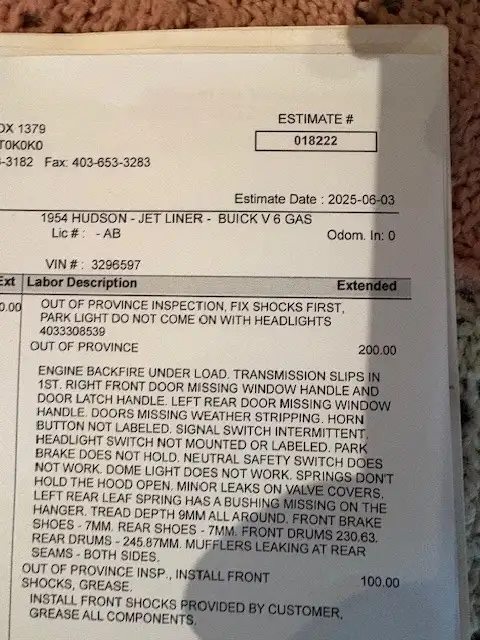 OX 1379
T0K0K0
-3182 Fax: 403-653-3283
ESTIMATE #
018222
Estimate Date : 2025-06-03
1954 HUDSON - JET LINER - BUICK V 6 GAS
Lic # : - AB
Odom. In: 0
VIN # : 3296597
Ext Labor Description Extended
0.00 OUT OF PROVINCE INSPECTION, FIX SHOCKS FIRST,
PARK LIGHT DO NOT COME ON WITH HEADLIGHTS
4033308539
OUT OF PROVINCE 200.00
ENGINE BACKFIRE UNDER LOAD. TRANSMISSION SLIPS IN
1ST. RIGHT FRONT DOOR MISSING WINDOW HANDLE AND
DOOR LATCH HANDLE. LEFT REAR DOOR MISSING WINDOW
HANDLE. DOORS MISSING WEATHER STRIPPING. HORN
BUTTON NOT LABELED. SIGNAL SWITCH INTERMITTENT.
HEADLIGHT SWITCH NOT MOUNTED OR LABELED. PARK
BRAKE DOES NOT HOLD. NEUTRAL SAFETY SWITCH DOES
NOT WORK. DOME LIGHT DOES NOT WORK. SPRINGS DON'T
HOLD THE HOOD OPEN. MINOR LEAKS ON VALVE COVERS.
LEFT REAR LEAF SPRING HAS A BUSHING MISSING ON THE
HANGER. TREAD DEPTH 9MM ALL AROUND. FRONT BRAKE
SHOES - 7MM. REAR SHOES - 7MM. FRONT DRUMS 230.63.
REAR DRUMS - 245.87MM. MUFFLERS LEAKING AT REAR
SEAMS - BOTH SIDES.
OUT OF PROVINCE INSP., INSTALL FRONT 100.00
SHOCKS, GREASE.
INSTALL FRONT SHOCKS PROVIDED BY CUSTOMER,
GREASE ALL COMPONENTS.